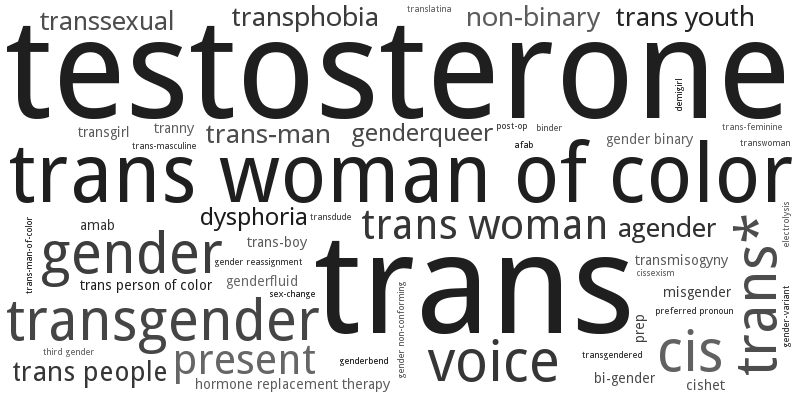 transsexual
transphobia
translatina
non-binary
trans youth
testosterone
demigirl
transgirl
tranny
trans-man
genderqueer
post-op
binder
afab
gender binary
trans-feminine
trans-masculine
transwoman
trans woman of color
trans-man-of-color
amab
dysphoria
transdude
trans woman
agender
trans*
electrolysis
gender
trans-boy
gender reassignment
trans
transmisogyny
cissexism
trans person of color
genderfluid
sex-change
gender non-conforming
misgender
preferred pronoun
gender-variant
transgender
prep
third gender
present
genderbend
voice
transgendered
cis
trans people
hormone replacement therapy
bi-gender
cishet